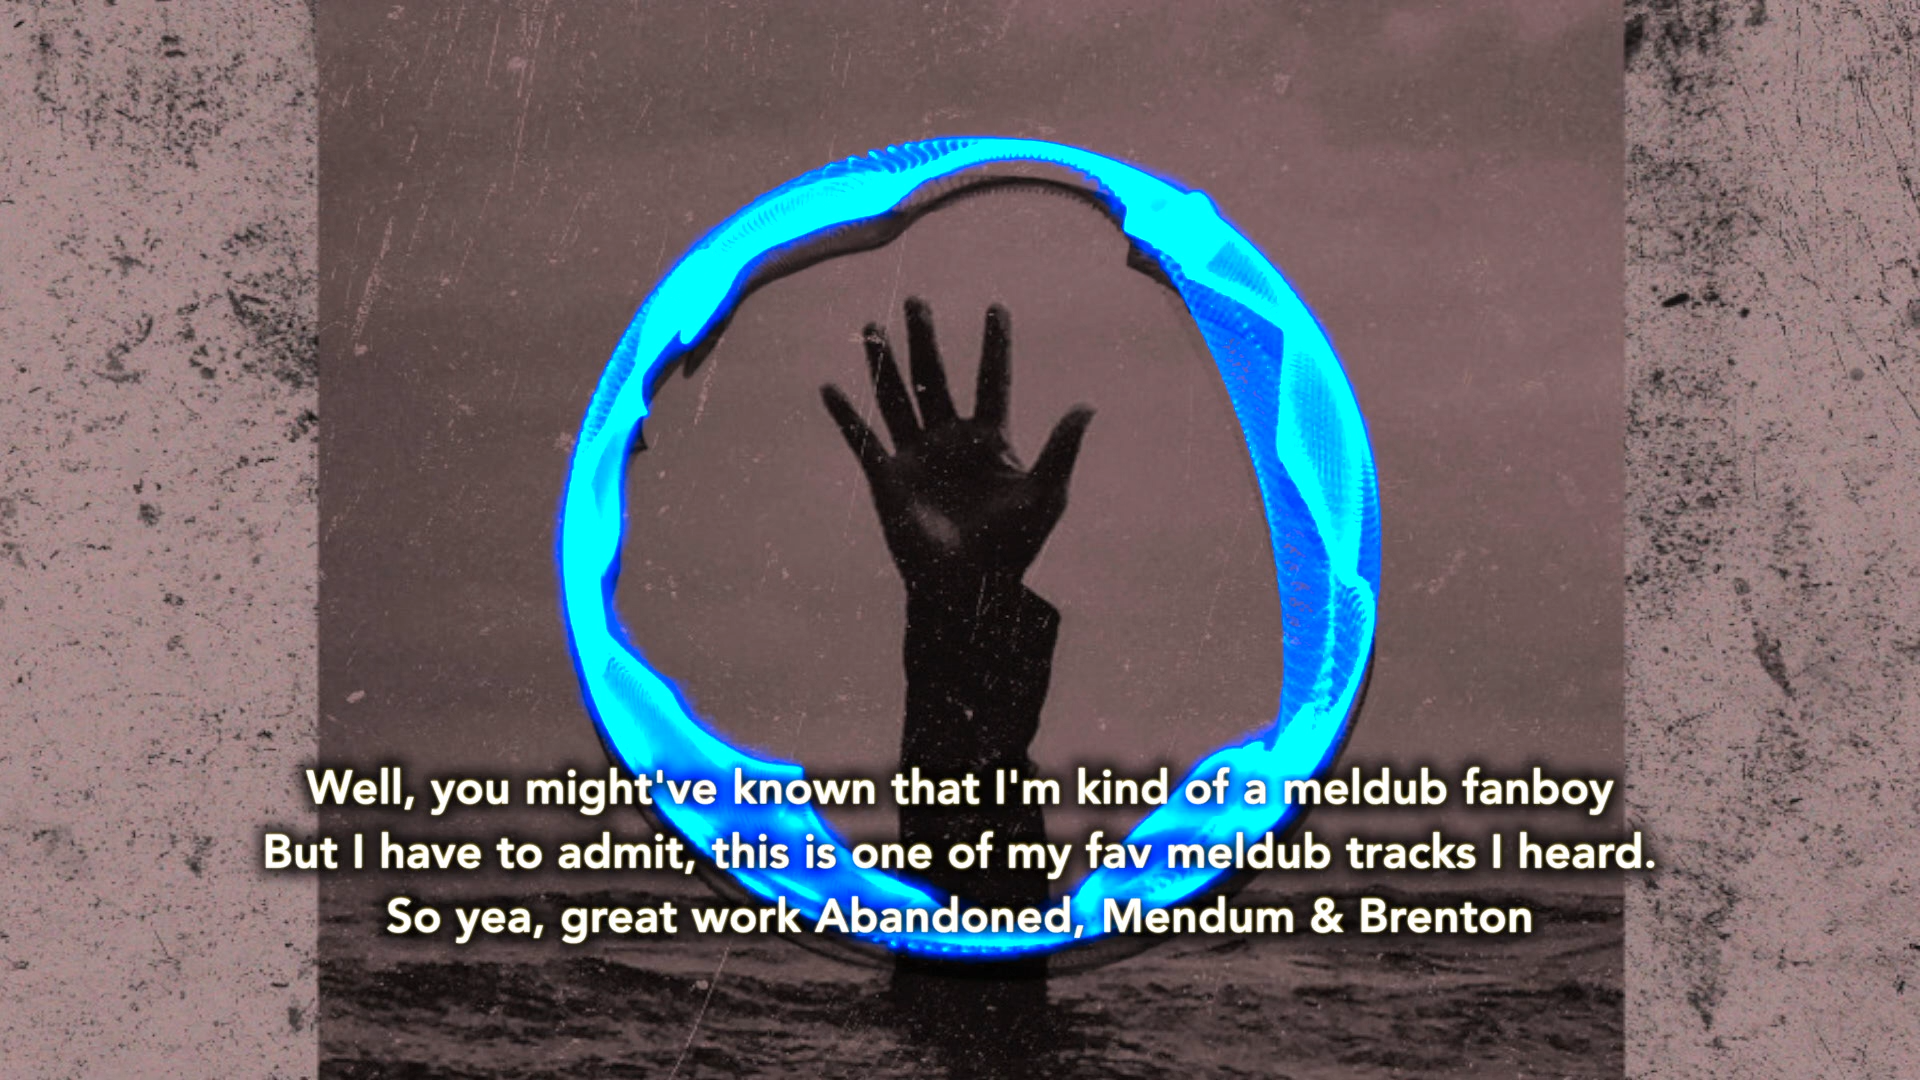 Well, you might've known that I'm kind of a meldub fanboy
But I have to admit, this is one of my fav meldub tracks I heard.
So yea, great work Abandoned, Mendum & Brenton